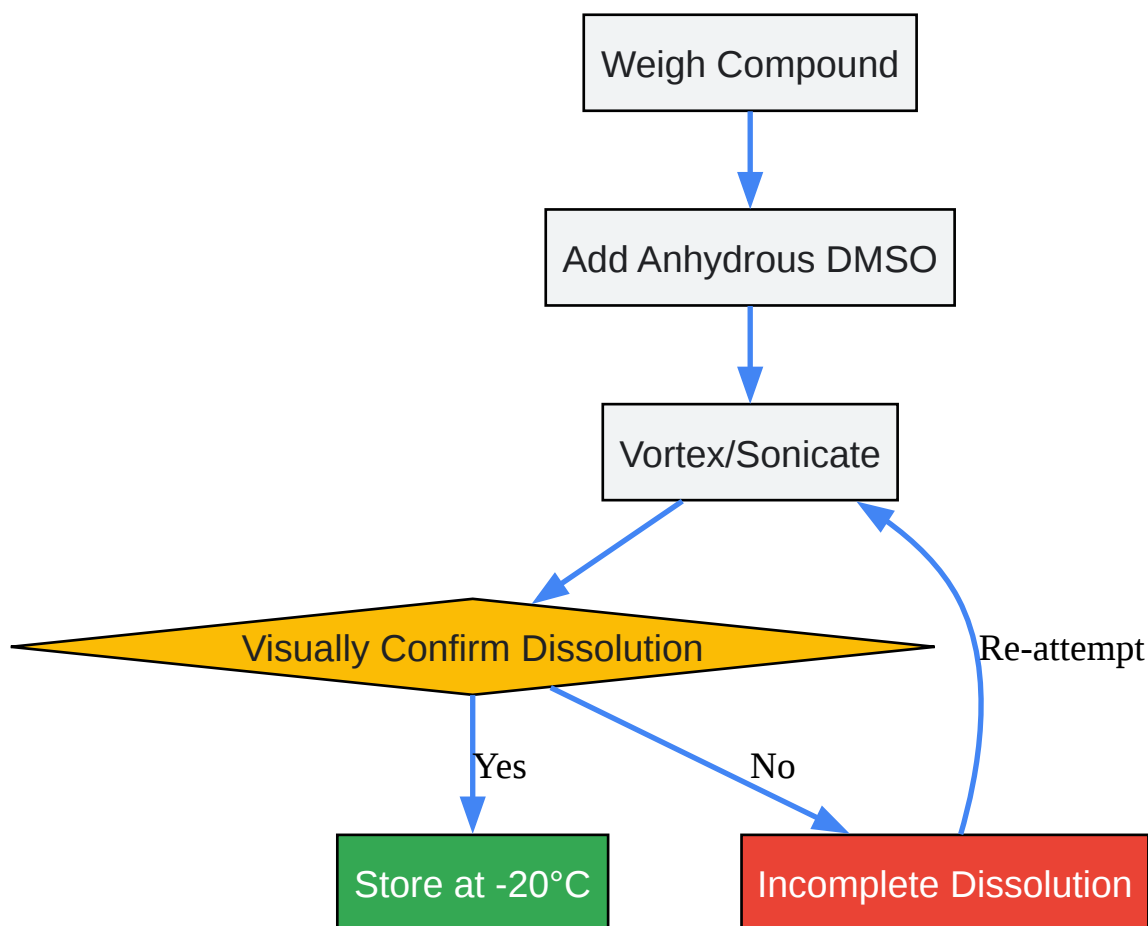 Weigh Compound
Add Anhydrous DMSO
Vortex/Sonicate
Visually Confirm Dissolution
Re-attempt
Yes
No
Store at -20°C
Incomplete Dissolution